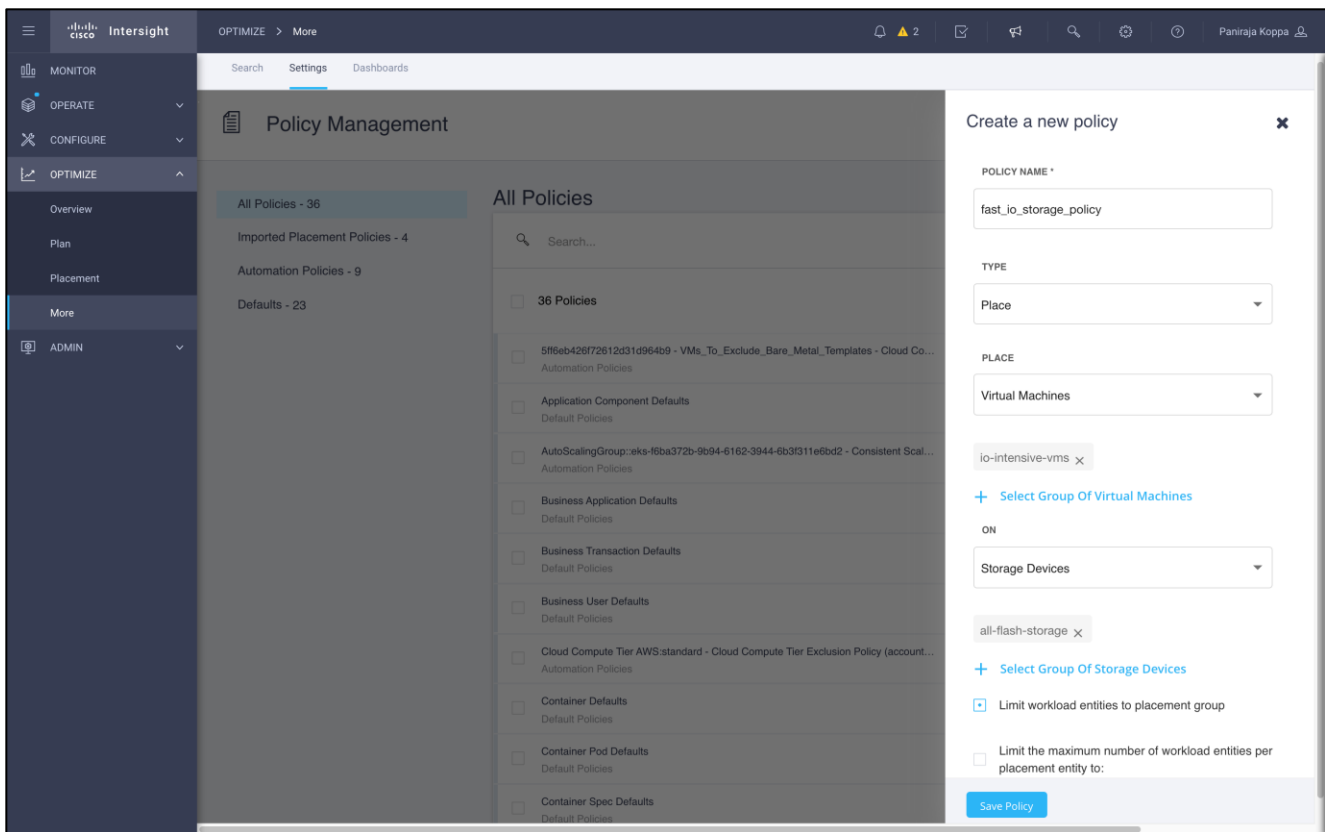 cisco Intersight
OPTIMIZE > More
2
Paniraja Koppa
MONITOR
OPERATE
CONFIGURE
OPTIMIZE
Overview
Plan
Placement
More
ADMIN
Search Settings Dashboards
Policy Management
All Policies - 36
Imported Placement Policies - 4
Automation Policies - 9
Defaults - 23
All Policies
Search...
36 Policies
5ff6eb426f72612d31d964b9 - VMs_To_Exclude_Bare_Metal_Templates - Cloud Co...
Automation Policies
Application Component Defaults
Default Policies
AutoScalingGroup::eks-f6ba372b-9b94-6162-3944-6b3f311e6bd2 - Consistent Scal...
Automation Policies
Business Application Defaults
Default Policies
Business Transaction Defaults
Default Policies
Business User Defaults
Default Policies
Cloud Compute Tier AWS:standard - Cloud Compute Tier Exclusion Policy (account...
Automation Policies
Container Defaults
Default Policies
Container Pod Defaults
Default Policies
Container Spec Defaults
Default Policies
Create a new policy
POLICY NAME *
fast_io_storage_policy
TYPE
Place
PLACE
Virtual Machines
io-intensive-vms
+ Select Group Of Virtual Machines
ON
Storage Devices
all-flash-storage
+ Select Group Of Storage Devices
Limit workload entities to placement group
Limit the maximum number of workload entities per
placement entity to:
Save Policy